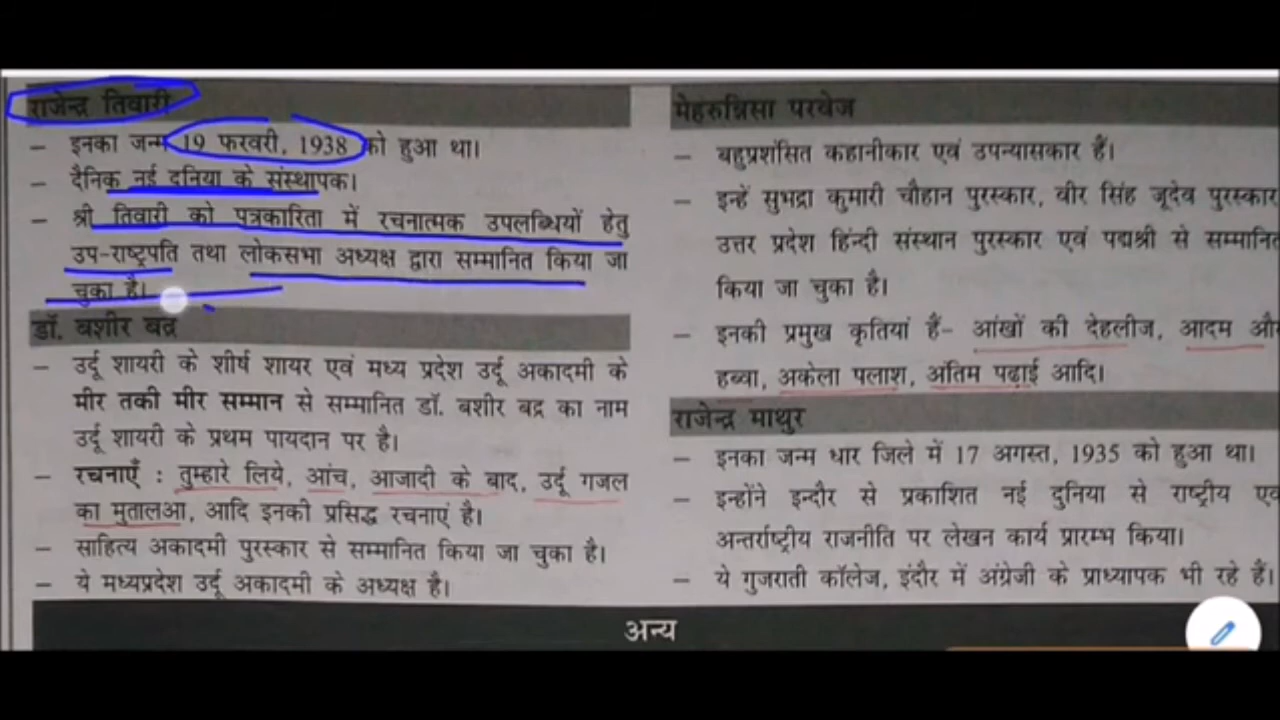 राजेन्द्र तिवारी
– इनका जन्म 19 फरवरी, 1938 को हुआ था।
– दैनिक नई दुनिया के संस्थापक।
– श्री तिवारी को पत्रकारिता में रचनात्मक उपलब्धियों हेतु
उप-राष्ट्रपति तथा लोकसभा अध्यक्ष द्वारा सम्मानित किया जा
चुका है।
डॉ. बशीर बद्र
– उर्दू शायरी के शीर्ष शायर एवं मध्य प्रदेश उर्दू अकादमी के
मीर तकी मीर सम्मान से सम्मानित डॉ. बशीर बद्र का नाम
उर्दू शायरी के प्रथम पायदान पर है।
– रचनाएँ : तुम्हारे लिये, आंच, आजादी के बाद, उर्दू गजल
का मुतालआ, आदि इनकी प्रसिद्ध रचनाएं है।
– साहित्य अकादमी पुरस्कार से सम्मानित किया जा चुका है।
– ये मध्यप्रदेश उर्दू अकादमी के अध्यक्ष है।
मेहरुन्निसा परवेज
– बहुप्रशंसित कहानीकार एवं उपन्यासकार हैं।
– इन्हें सुभद्रा कुमारी चौहान पुरस्कार, वीर सिंह जूदेव पुरस्कार
उत्तर प्रदेश हिंदी संस्थान पुरस्कार एवं पद्मश्री से सम्मानित
किया जा चुका है।
– इनकी प्रमुख कृतियां हैं– आंखों की देहलीज, आदम और
हब्वा, अकेला पलाश, अंतिम पढ़ाई आदि।
राजेन्द्र माथुर
– इनका जन्म धार जिले में 17 अगस्त, 1935 को हुआ था।
– इन्होंने इन्दौर से प्रकाशित नई दुनिया से राष्ट्रीय एवं
अन्तर्राष्ट्रीय राजनीति पर लेखन कार्य प्रारम्भ किया।
– ये गुजराती कॉलेज, इंदौर में अंग्रेजी के प्राध्यापक भी रहे हैं।
अन्य